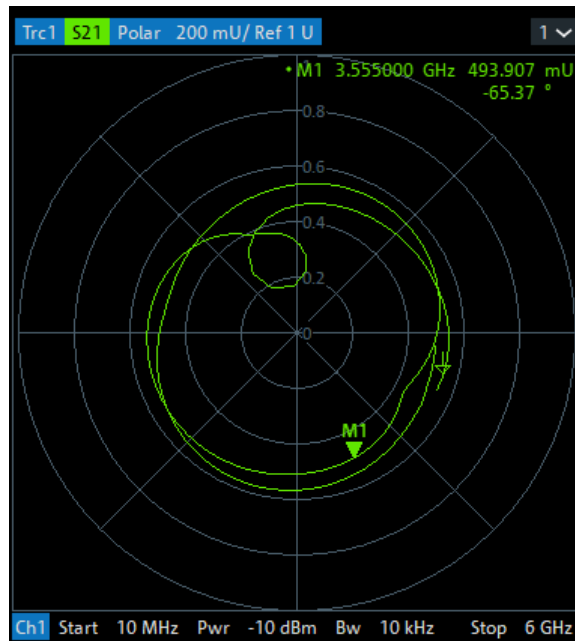 Trc1 S21 Polar 200 mU/ Ref 1 U 1
•M1 3.555000 GHz 493.907 mU
-65.37 °
1
0.8
0.6
0.4
0.2
0
M1
Ch1 Start 10 MHz Pwr -10 dBm Bw 10 kHz Stop 6 GHz